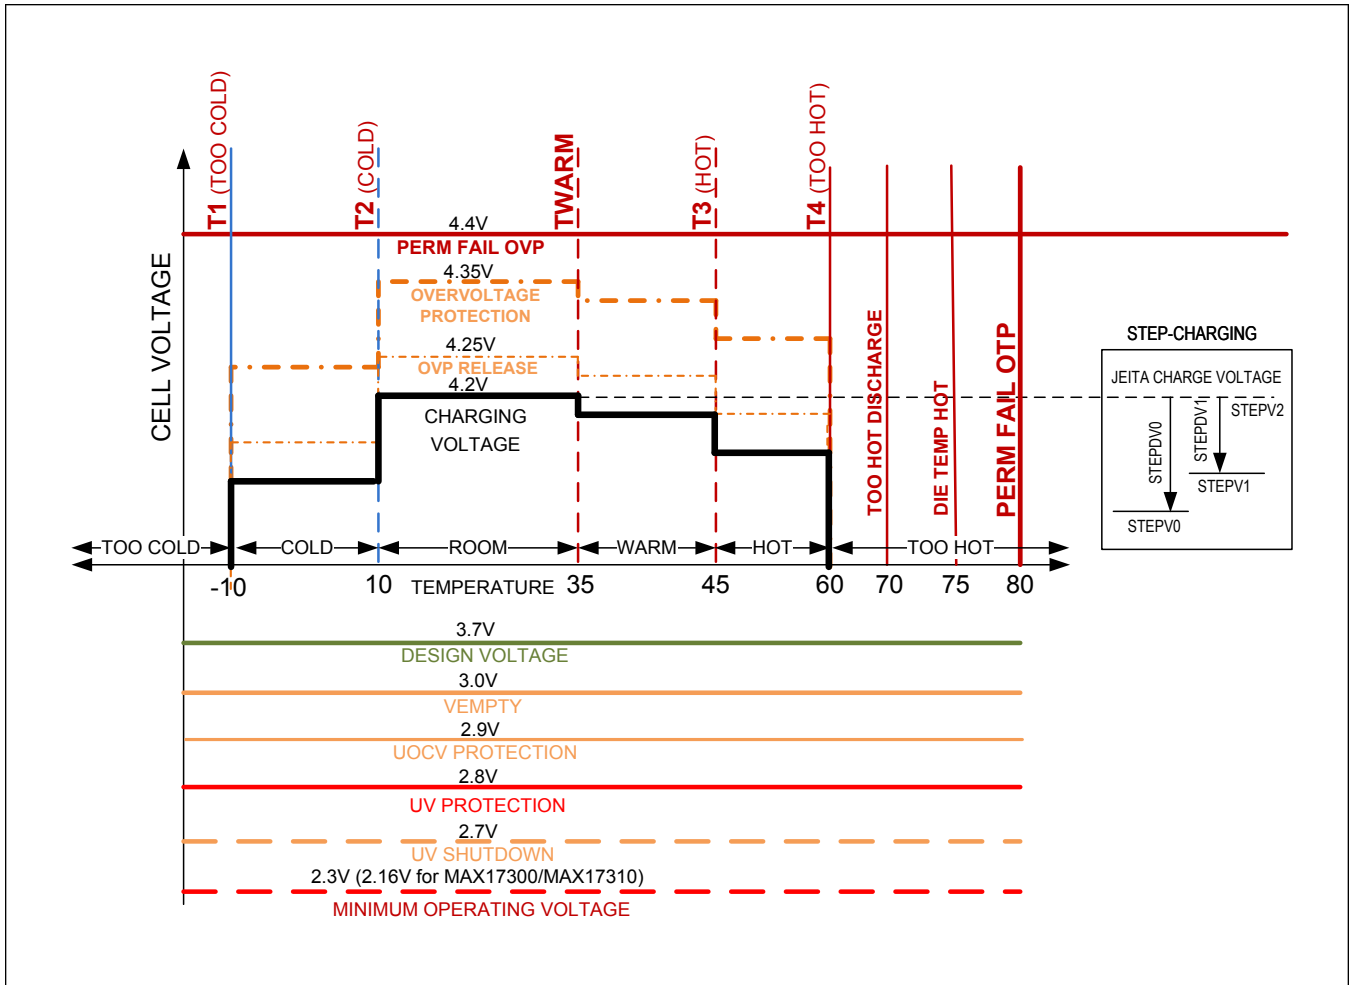 T1 (TOO COLD)
T2 (COLD)
TWARM
T3 (HOT)
T4 (TOO HOT)
CELL VOLTAGE
4.4V
PERM FAIL OVP
4.35V
OVERVOLTAGE
PROTECTION
4.25V
OVP RELEASE
4.2V
CHARGING
VOLTAGE
TOO HOT DISCHARGE
DIE TEMP HOT
PERM FAIL OTP
STEP-CHARGING
JEITA CHARGE VOLTAGE
STEPDV0
STEPDV1
STEPV2
STEPV1
STEPV0
TOO COLD
COLD
ROOM
WARM
HOT
TOO HOT
-10
10
TEMPERATURE
35
45
60
70
75
80
3.7V
DESIGN VOLTAGE
3.0V
VEMPTY
2.9V
UOCV PROTECTION
2.8V
UV PROTECTION
2.7V
UV SHUTDOWN
2.3V (2.16V for MAX17300/MAX17310)
MINIMUM OPERATING VOLTAGE